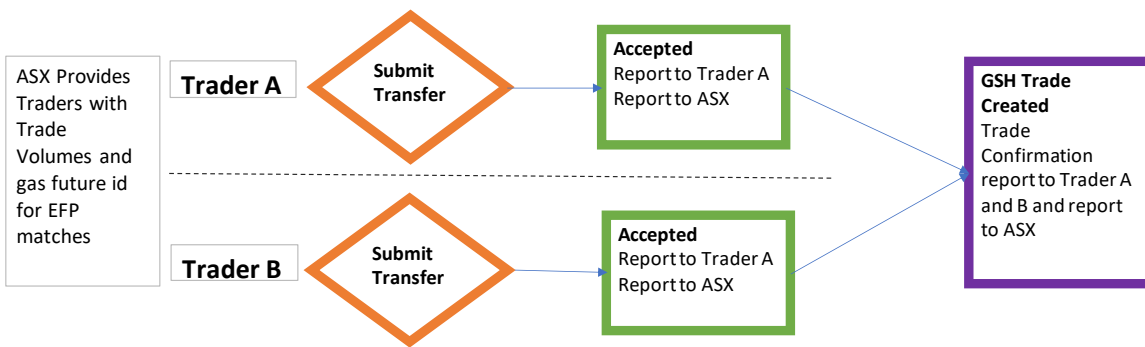 ASX Provides
Traders with
Trade
Volumes and
gas future id
for EFP
matches
Trader A
Submit
Transfer
Accepted
Report to Trader A
Report to ASX
Trader B
Submit
Transfer
Accepted
Report to Trader A
Report to ASX
GSH Trade
Created
Trade
Confirmation
report to Trader A
and B and report
to ASX